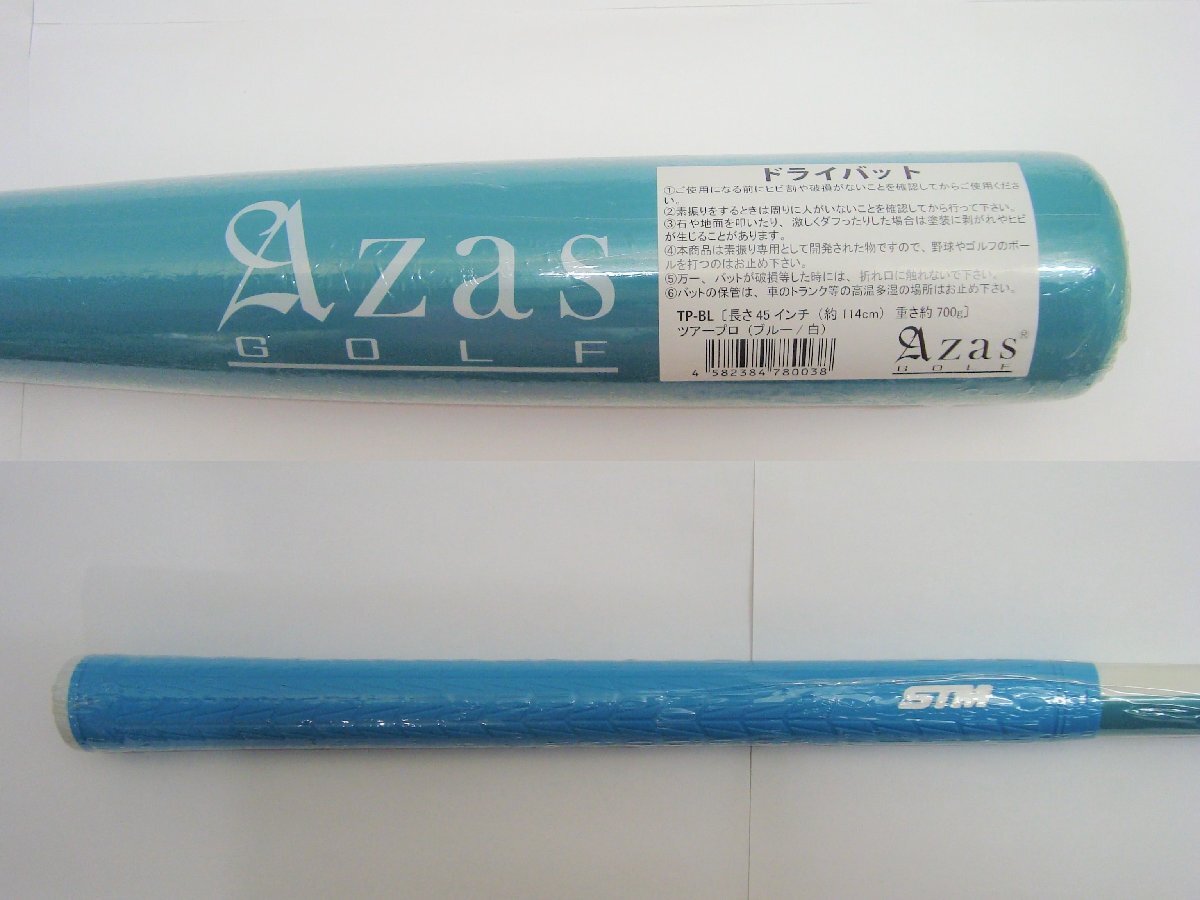 Azas
GOLF
ドライバット
①ご使用になる前にヒビ割や破損がないことを確認してからご使用くださ
い。
②素振りをするときは周りに人がいないことを確認してから行って下さい。
③石や地面を叩いたり、激しくダフったりした場合は塗装に剥がれやヒビ
が生じることがあります。
④本商品は素振り専用として開発された物ですので、野球やゴルフのボー
ルを打つのはお止め下さい。
⑤万一、バットが破損等した時には、折れ口に触れないで下さい。
⑥バットの保管は、車のトランク等の高温多湿の場所はお止め下さい。
TP-BL [長さ45インチ (約114cm) 重さ約700g]
ツアープロ (ブルー/白)
4 582384 780038
Azas®
GOLF
STM